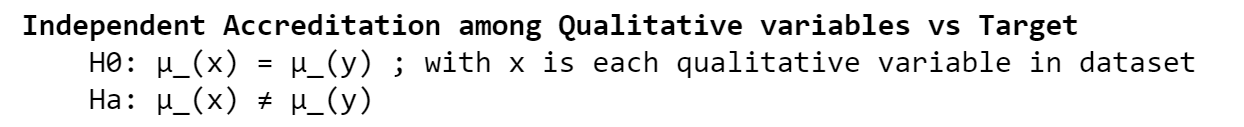 Independent Accreditation among Qualitative variables vs Target
H0: μ_(x) = μ_(y) ; with x is each qualitative variable in dataset
Ha: μ_(x) ≠ μ_(y)